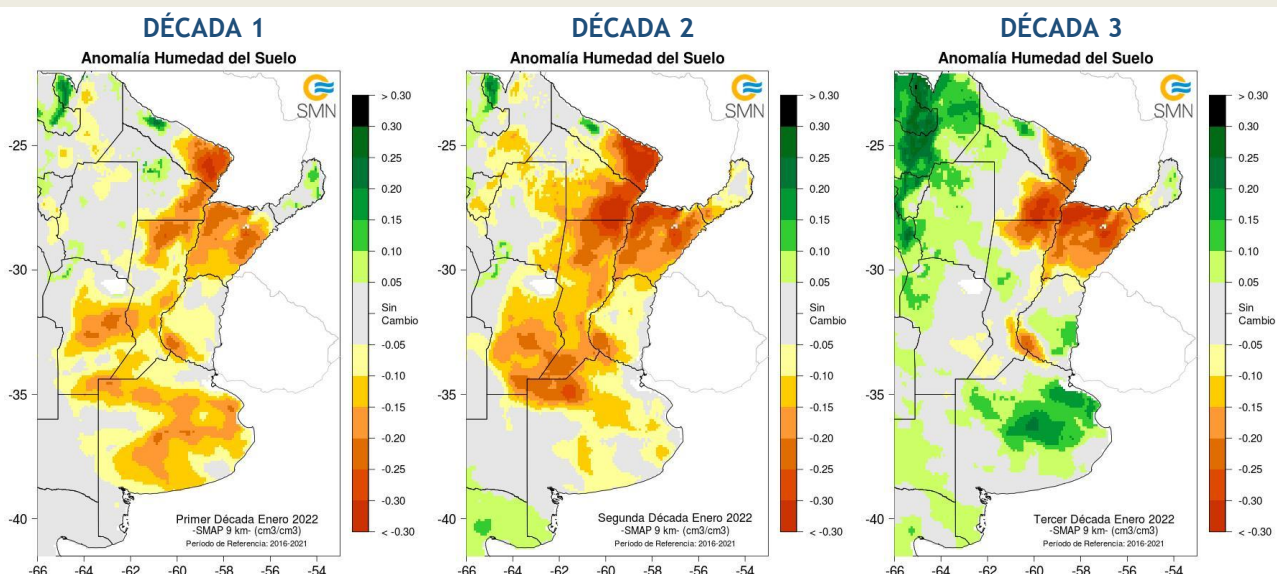 DÉCADA 1
Anomalía Humedad del Suelo
SMN
> 0.30
0.30
0.25
0.20
0.15
0.10
0.05
Sin
Cambio
-0.05
-0.10
-0.15
-0.20
-0.25
-0.30
< -0.30
-25
-30
-35
-40
Primer Década Enero 2022
-SMAP 9 km- (cm3/cm3)
Período de Referencia: 2016-2021
-66 -64 -62 -60 -58 -56 -54
DÉCADA 2
Anomalía Humedad del Suelo
SMN
> 0.30
0.30
0.25
0.20
0.15
0.10
0.05
Sin
Cambio
-0.05
-0.10
-0.15
-0.20
-0.25
-0.30
< -0.30
-25
-30
-35
-40
Segunda Década Enero 2022
-SMAP 9 km- (cm3/cm3)
Período de Referencia: 2016-2021
-66 -64 -62 -60 -58 -56 -54
DÉCADA 3
Anomalía Humedad del Suelo
SMN
> 0.30
0.30
0.25
0.20
0.15
0.10
0.05
Sin
Cambio
-0.05
-0.10
-0.15
-0.20
-0.25
-0.30
< -0.30
-25
-30
-35
-40
Tercer Década Enero 2022
-SMAP 9 km- (cm3/cm3)
Período de Referencia: 2016-2021
-66 -64 -62 -60 -58 -56 -54